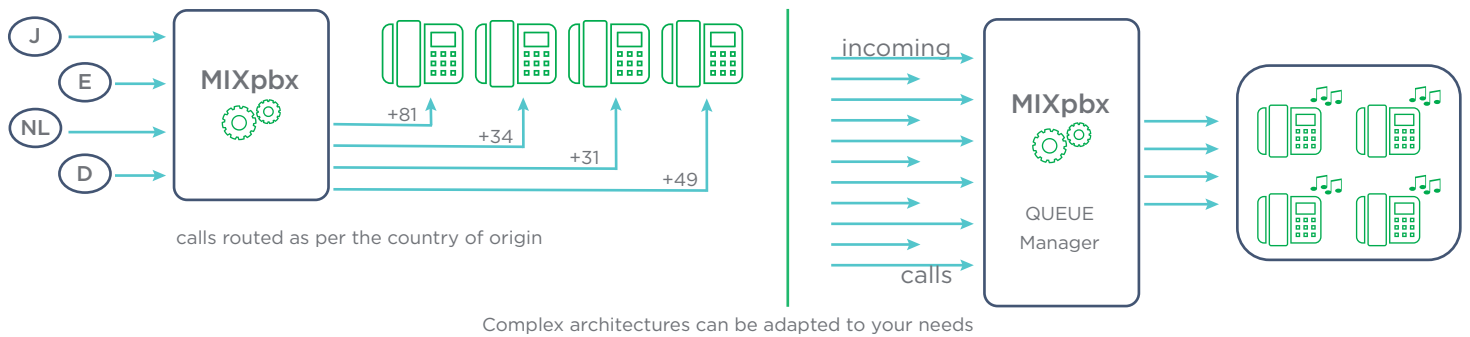 J
E
NL
D
MIXpbx
+81
+34
+31
+49
calls routed as per the country of origin
incoming
calls
MIXpbx
QUEUE
Manager
Complex architectures can be adapted to your needs